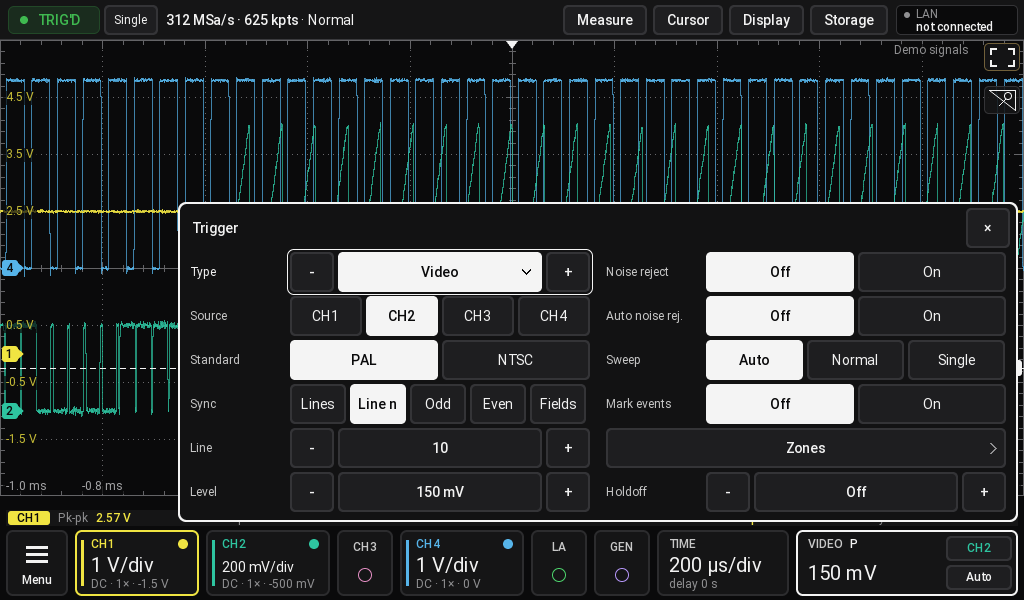 TRIG'D
Single
312 MSa/s · 625 kpts · Normal
Measure
Cursor
Display
Storage
LAN
not connected
Demo signals
4.5 V
3.5 V
2.5 V
4
0.5 V
1
-0.5 V
2
-1.5 V
-1.0 ms
-0.8 ms
Trigger
×
Type
-
Video
+
Noise reject
Off
On
Source
CH1
CH2
CH3
CH4
Auto noise rej.
Off
On
Standard
PAL
NTSC
Sweep
Auto
Normal
Single
Sync
Lines
Line n
Odd
Even
Fields
Mark events
Off
On
Line
-
10
+
Zones
Level
-
150 mV
+
Holdoff
-
Off
+
CH1
Pk-pk
2.57 V
Menu
CH1
1 V/div
DC · 1× · -1.5 V
CH2
200 mV/div
DC · 1× · -500 mV
CH3
CH4
1 V/div
DC · 1× · 0 V
LA
GEN
TIME
200 µs/div
delay 0 s
VIDEO P
150 mV
CH2
Auto